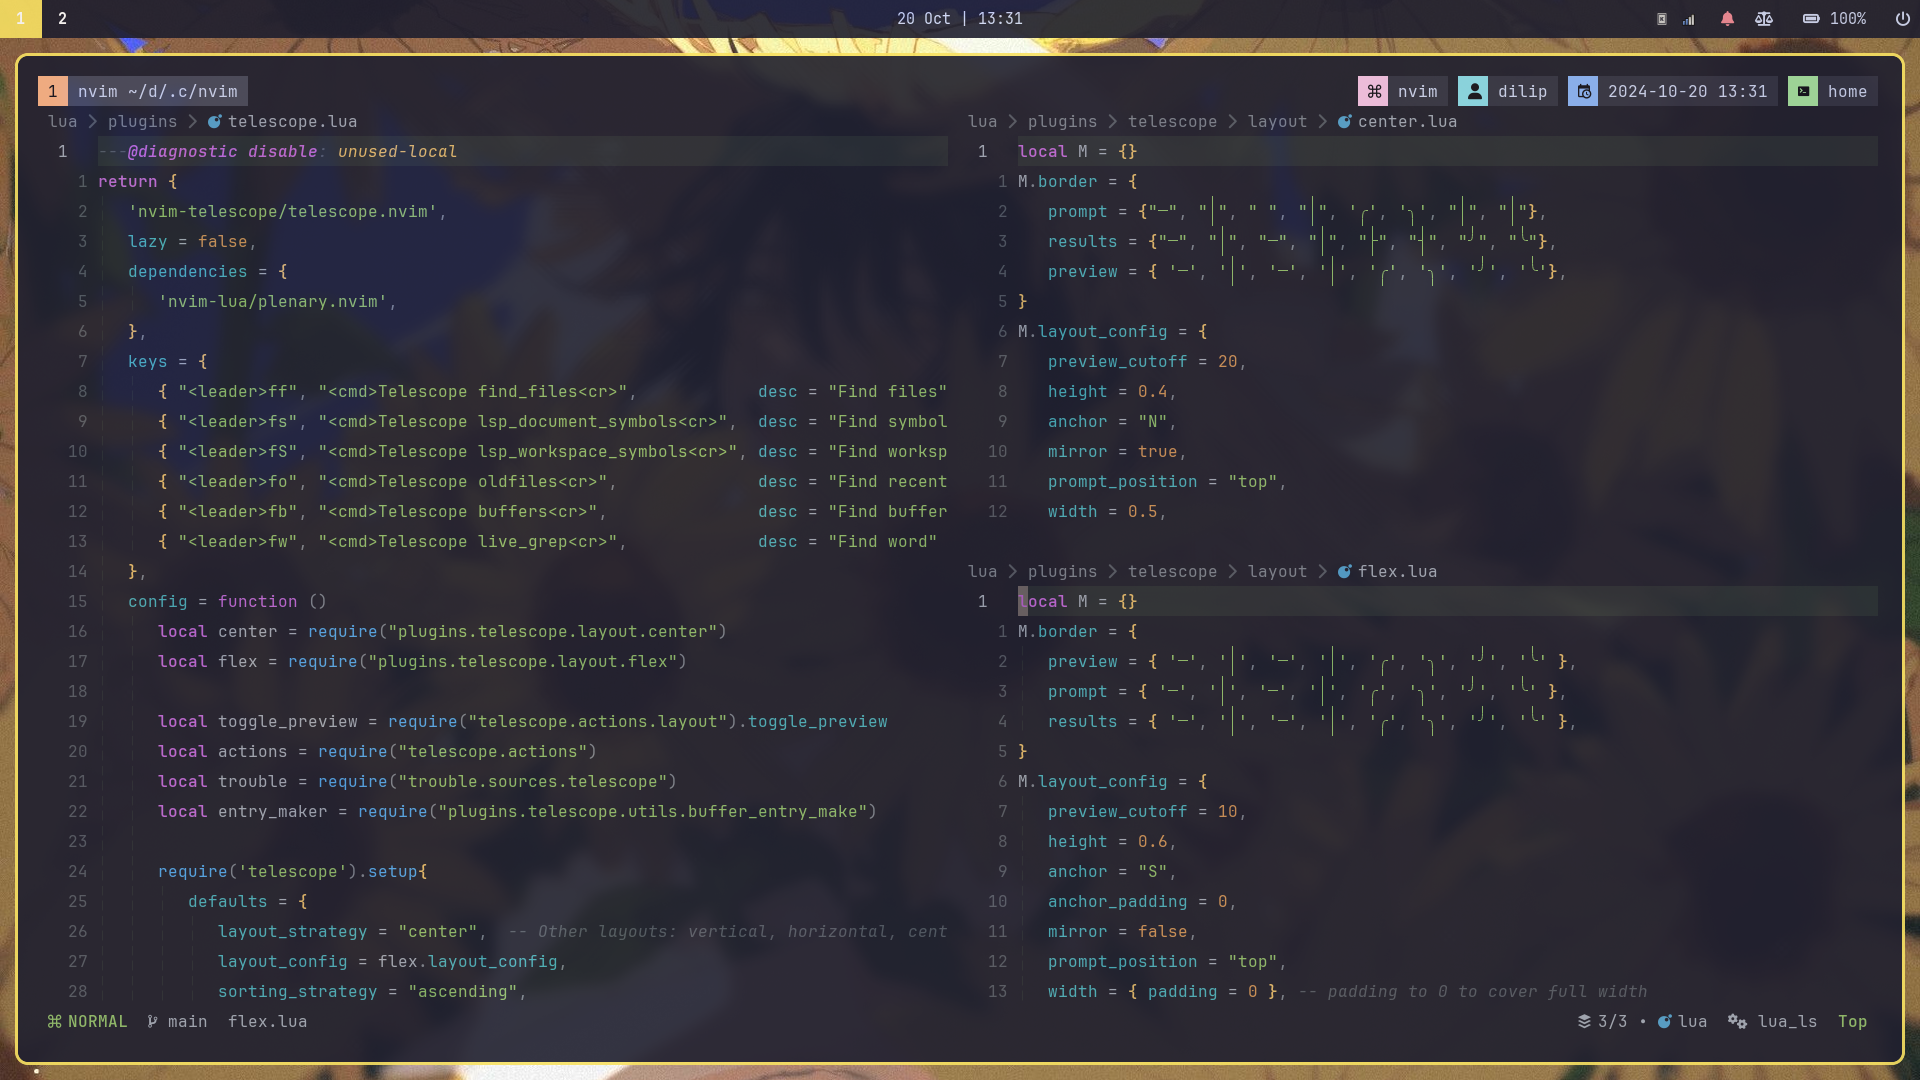 1 2 20 Oct | 13:31 100%
1 nvim ~/d/.c/nvim nvim dilip 2024-10-20 13:31 home
lua > plugins > telescope.lua
1 ---@diagnostic disable: unused-local
1 return {
2 'nvim-telescope/telescope.nvim',
3 lazy = false,
4 dependencies = {
5 'nvim-lua/plenary.nvim',
6 },
7 keys = {
8 { "<leader>ff", "<cmd>Telescope find_files<cr>", desc = "Find files"
9 { "<leader>fs", "<cmd>Telescope lsp_document_symbols<cr>", desc = "Find symbol
10 { "<leader>fS", "<cmd>Telescope lsp_workspace_symbols<cr>", desc = "Find worksp
11 { "<leader>fo", "<cmd>Telescope oldfiles<cr>", desc = "Find recent
12 { "<leader>fb", "<cmd>Telescope buffers<cr>", desc = "Find buffer
13 { "<leader>fw", "<cmd>Telescope live_grep<cr>", desc = "Find word"
14 },
15 config = function ()
16 local center = require("plugins.telescope.layout.center")
17 local flex = require("plugins.telescope.layout.flex")
18
19 local toggle_preview = require("telescope.actions.layout").toggle_preview
20 local actions = require("telescope.actions")
21 local trouble = require("trouble.sources.telescope")
22 local entry_maker = require("plugins.telescope.utils.buffer_entry_make")
23
24 require('telescope').setup{
25 defaults = {
26 layout_strategy = "center", -- Other layouts: vertical, horizontal, cent
27 layout_config = flex.layout_config,
28 sorting_strategy = "ascending",
lua > plugins > telescope > layout > center.lua
1 local M = {}
1 M.border = {
2 prompt = {"─", "│", " ", "│", '╭', '╮', "│", "│"},
3 results = {"─", "│", "─", "│", "├", "┤", "╯", "╰"},
4 preview = { '─', '│', '─', '│', '╭', '╮', '╯', '╰'},
5 }
6 M.layout_config = {
7 preview_cutoff = 20,
8 height = 0.4,
9 anchor = "N",
10 mirror = true,
11 prompt_position = "top",
12 width = 0.5,
lua > plugins > telescope > layout > flex.lua
1 local M = {}
1 M.border = {
2 preview = { '─', '│', '─', '│', '╭', '╮', '╯', '╰' },
3 prompt = { '─', '│', '─', '│', '╭', '╮', '╯', '╰' },
4 results = { '─', '│', '─', '│', '╭', '╮', '╯', '╰' },
5 }
6 M.layout_config = {
7 preview_cutoff = 10,
8 height = 0.6,
9 anchor = "S",
10 anchor_padding = 0,
11 mirror = false,
12 prompt_position = "top",
13 width = { padding = 0 }, -- padding to 0 to cover full width
NORMAL main flex.lua 3/3 • lua lua_ls Top